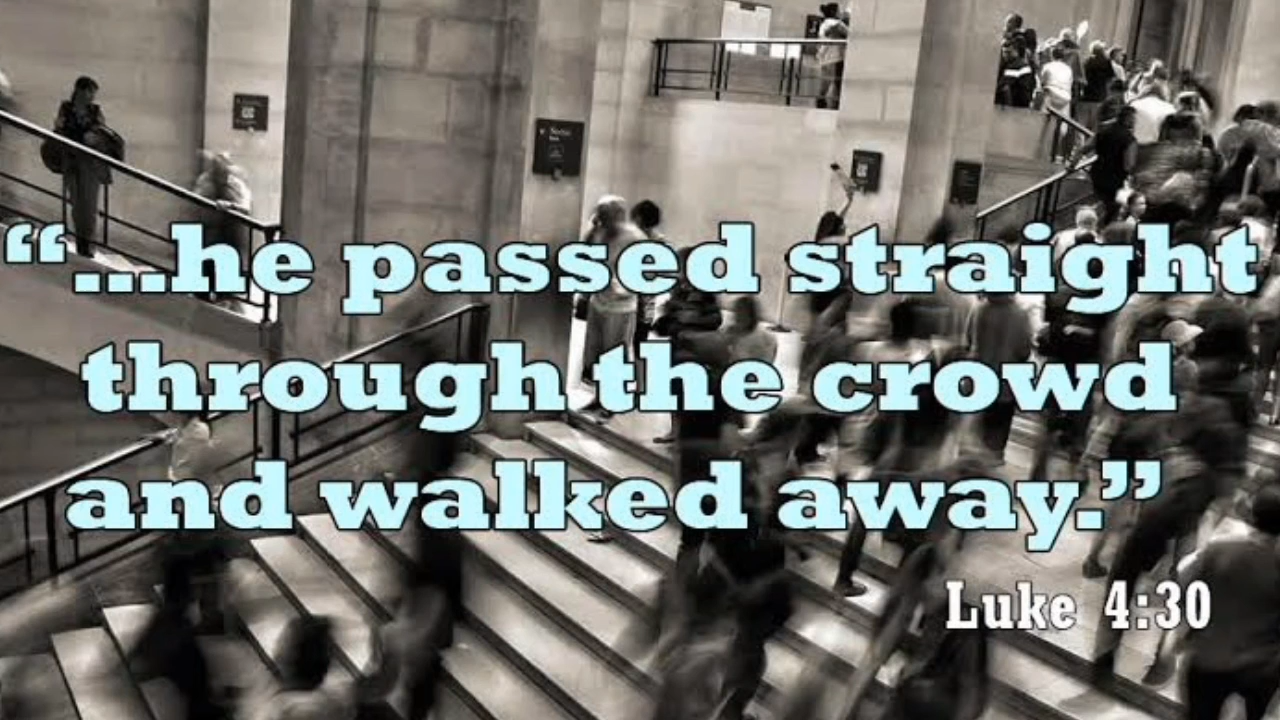 “...he passed straight
through the crowd
and walked away.”
Luke 4:30